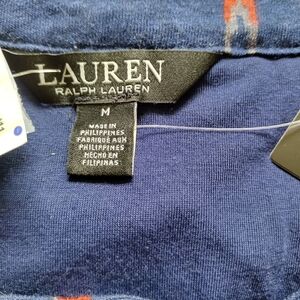 LAUREN
RALPH LAUREN
M
MADE IN
PHILIPPINES
FABRIQUÉ AUX
PHILIPPINES
HECHO EN
FILIPINAS